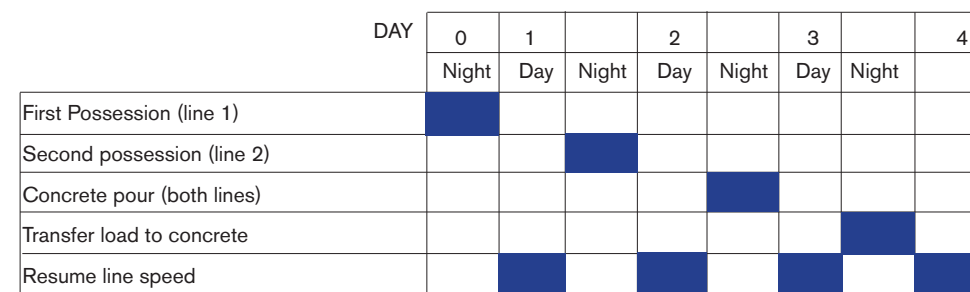 DAY 0 1 2 3 4
Night Day Night Day Night Day Night
First Possession (line 1)
Second possession (line 2)
Concrete pour (both lines)
Transfer load to concrete
Resume line speed